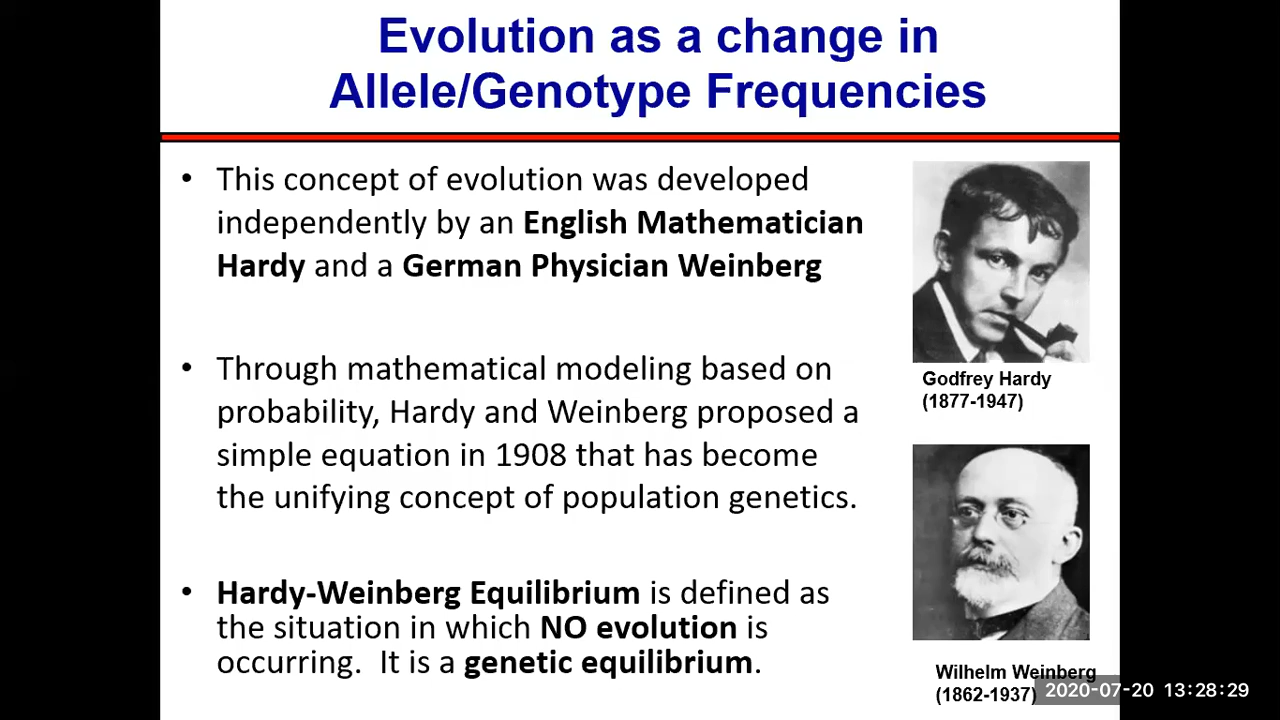 Evolution as a change in
Allele/Genotype Frequencies
• This concept of evolution was developed
independently by an English Mathematician
Hardy and a German Physician Weinberg
• Through mathematical modeling based on
probability, Hardy and Weinberg proposed a
simple equation in 1908 that has become
the unifying concept of population genetics.
• Hardy-Weinberg Equilibrium is defined as
the situation in which NO evolution is
occurring. It is a genetic equilibrium.
Godfrey Hardy
(1877-1947)
Wilhelm Weinberg
(1862-1937)
2020-07-20 13:28:29